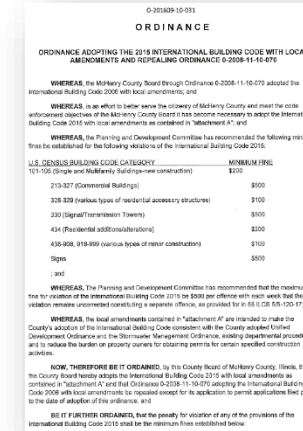 O-201609-10-031
ORDINANCE
ORDINANCE ADOPTING THE 2015 INTERNATIONAL BUILDING CODE WITH LOCA
AMENDMENTS AND REPEALING ORDINANCE O-2008-11-10-070
WHEREAS, the McHenry County Board through Ordinance O-2008-11-10-070 adopted the
International Building Code 2006 with local amendments; and
WHEREAS, in an effort to better serve the citizenry of McHenry County and meet the code
enforcement objectives of the McHenry County Board it has become necessary to adopt the Internat
Building Code 2015 with local amendments as contained in "attachment A"; and
WHEREAS, the Planning and Development Committee has recommended the following mini
fines be established for the following violations of the International Building Code 2015:
U.S. CENSUS BUILDING CODE CATEGORY MINIMUM FINE
101-105 (Single and Multifamily Buildings-new construction) $200
213-327 (Commercial Buildings) $500
328-329 (various types of residential accessory structures) $100
330 (Signal/Transmission Towers) $500
434 (Residential additions/alterations) $200
436-908, 918-999 (various types of minor construction) $100
Signs $500
; and
WHEREAS, The Planning and Development Committee has recommended that the maximu
fine for violation of the International Building Code 2015 be $500 per offence with each week that the
violation remains uncorrected constituting a separate offence, as provided for in 55 ILCS 5/5-120-17;
WHEREAS, the local amendments contained in "attachment A" are intended to make the
County's adoption of the International Building Code consistent with the County adopted Unified
Development Ordinance and the Stormwater Management Ordinance, existing departmental procedu
and to reduce the burden on property owners for obtaining permits for certain specified construction
activities.
NOW, THEREFORE BE IT ORDAINED, by this County Board of McHenry County, Illinois, th
the County Board hereby adopts the International Building Code 2015 with local amendments as
contained in "attachment A" and that Ordinance O-2008-11-10-070 adopting the International Building
Code 2006 with local amendments be repealed except for its application to permit applications filed p
to the date of adoption of this ordinance; and
BE IT FURTHER ORDAINED, that the penalty for violation of any of the provisions of the
International Building Code 2015 shall be the minimum fines established below: